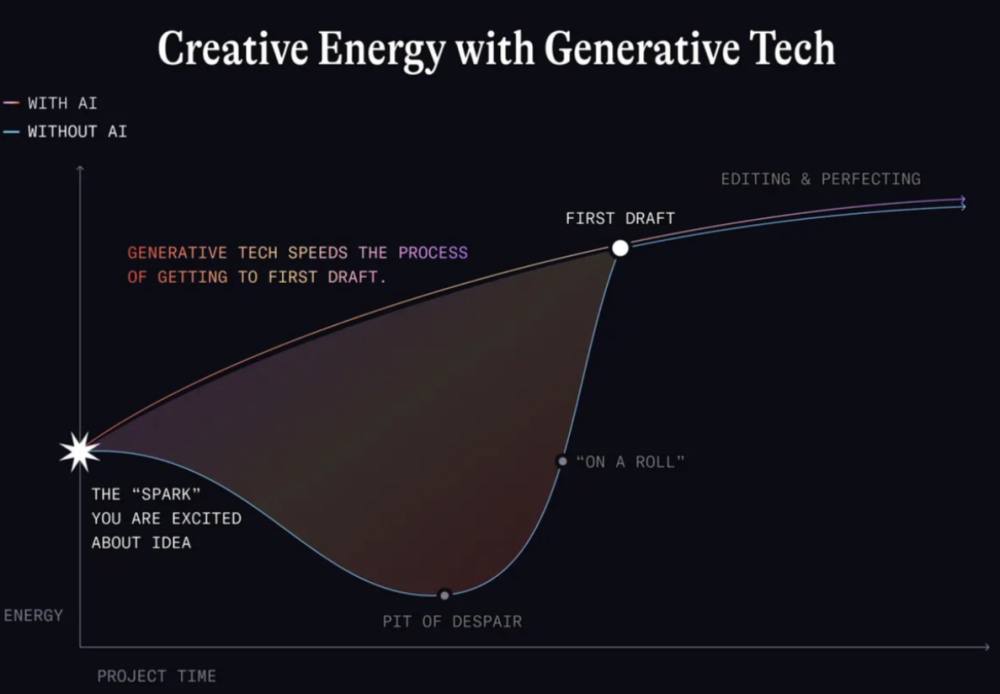 Creative Energy with Generative Tech
WITH AI
WITHOUT AI
EDITING & PERFECTING
FIRST DRAFT
GENERATIVE TECH SPEEDS THE PROCESS
OF GETTING TO FIRST DRAFT.
"ON A ROLL"
THE "SPARK"
YOU ARE EXCITED
ABOUT IDEA
ENERGY
PIT OF DESPAIR
PROJECT TIME